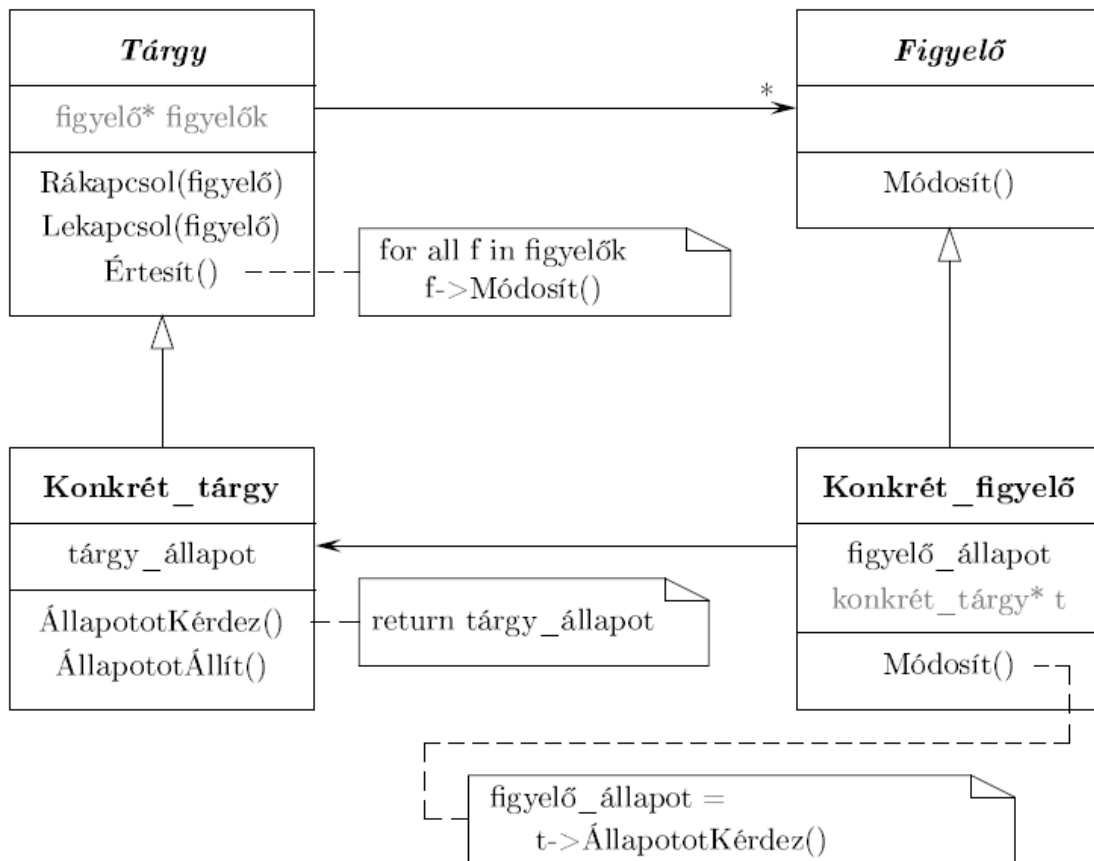 Tárgy
figyelő* figyelők
Rákapcsol(figyelő)
Lekapcsol(figyelő)
Értesít()
for all f in figyelők
f->Módosít()
*
Figyelő
Módosít()
Konkrét_tárgy
tárgy_állapot
ÁllapototKérdez()
ÁllapototÁllít()
return tárgy_állapot
Konkrét_figyelő
figyelő_állapot
konkrét_tárgy* t
Módosít()
figyelő_állapot =
t->ÁllapototKérdez()